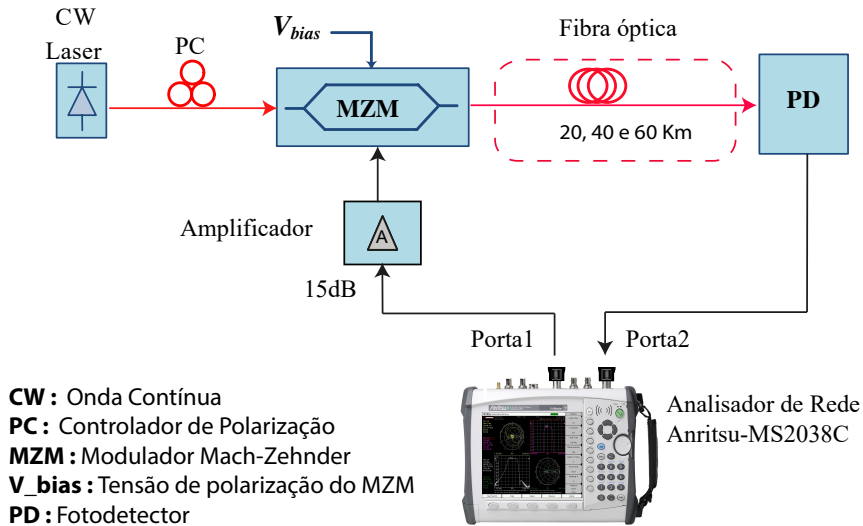 CW
Laser
PC
V_bias
MZM
Fibra óptica
20, 40 e 60 Km
PD
Amplificador
A
15dB
Porta1
Porta2
Analisador de Rede
Anritsu-MS2038C
CW : Onda Contínua
PC : Controlador de Polarização
MZM : Modulador Mach-Zehnder
V_bias : Tensão de polarização do MZM
PD : Fotodetector